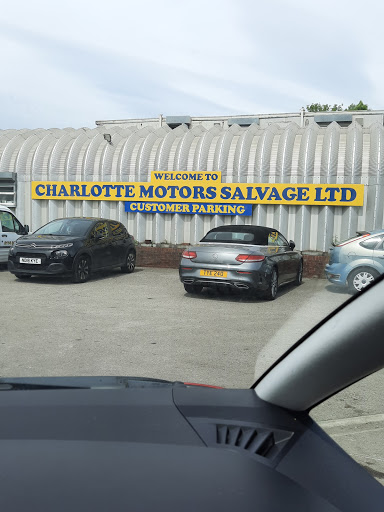 WELCOME TO
CHARLOTTE MOTORS SALVAGE LTD
CUSTOMER PARKING